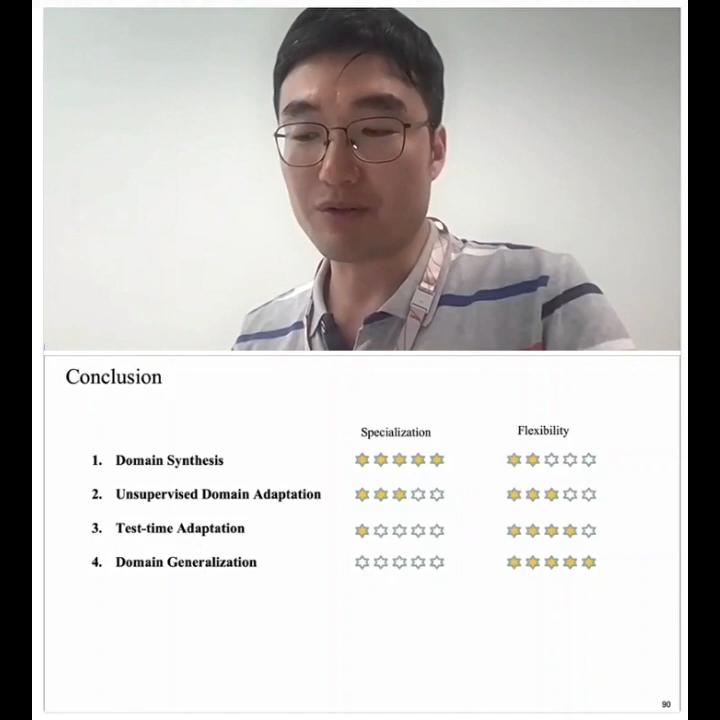 Conclusion
Specialization Flexibility
1. Domain Synthesis
2. Unsupervised Domain Adaptation
3. Test-time Adaptation
4. Domain Generalization
90